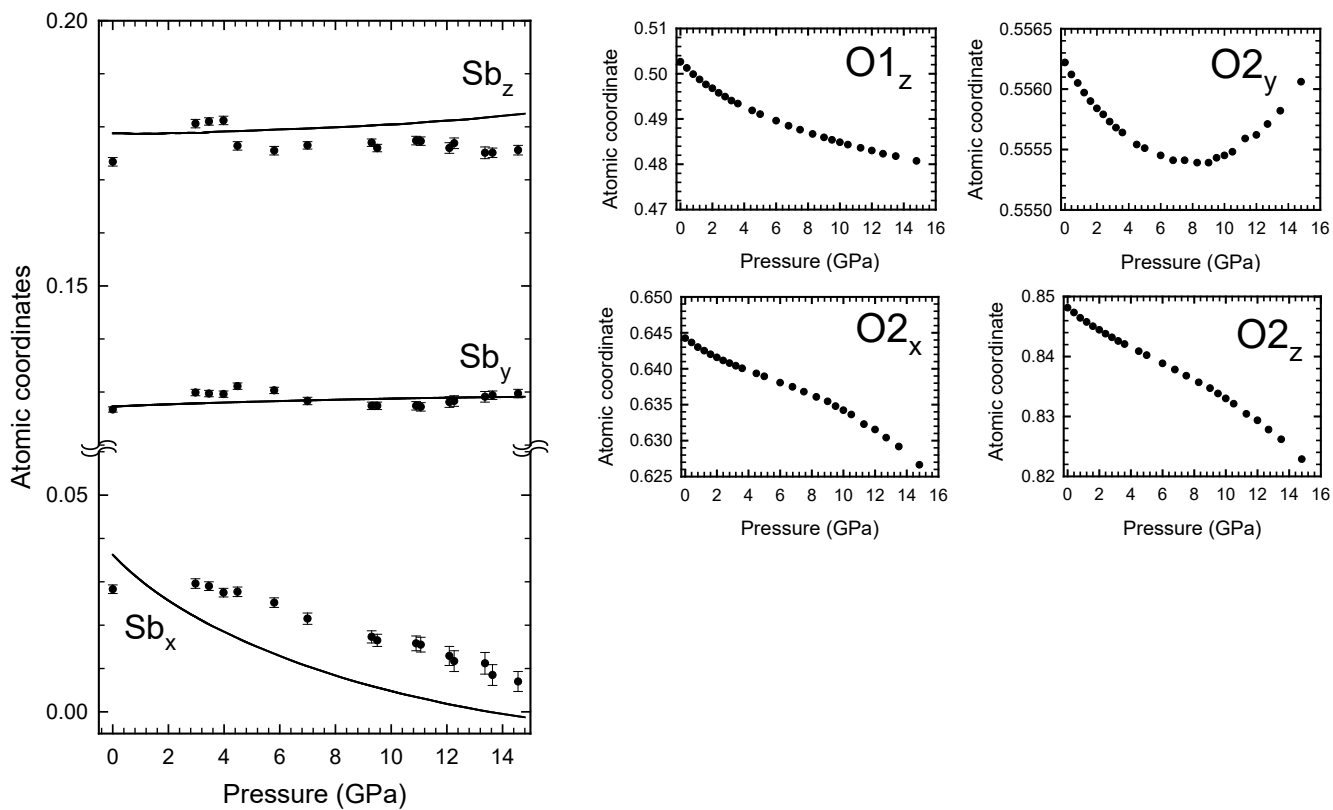 Atomic coordinates
0.20
0.15
0.05
0.00
Sb_z
Sb_y
Sb_x
0 2 4 6 8 10 12 14
Pressure (GPa)
Atomic coordinate
0.51
0.50
0.49
0.48
0.47
O1_z
0 2 4 6 8 10 12 14 16
Pressure (GPa)
Atomic coordinate
0.5565
0.5560
0.5555
0.5550
O2_y
0 2 4 6 8 10 12 14 16
Pressure (GPa)
Atomic coordinate
0.650
0.645
0.640
0.635
0.630
0.625
O2_x
0 2 4 6 8 10 12 14 16
Pressure (GPa)
Atomic coordinate
0.85
0.84
0.83
0.82
O2_z
0 2 4 6 8 10 12 14 16
Pressure (GPa)